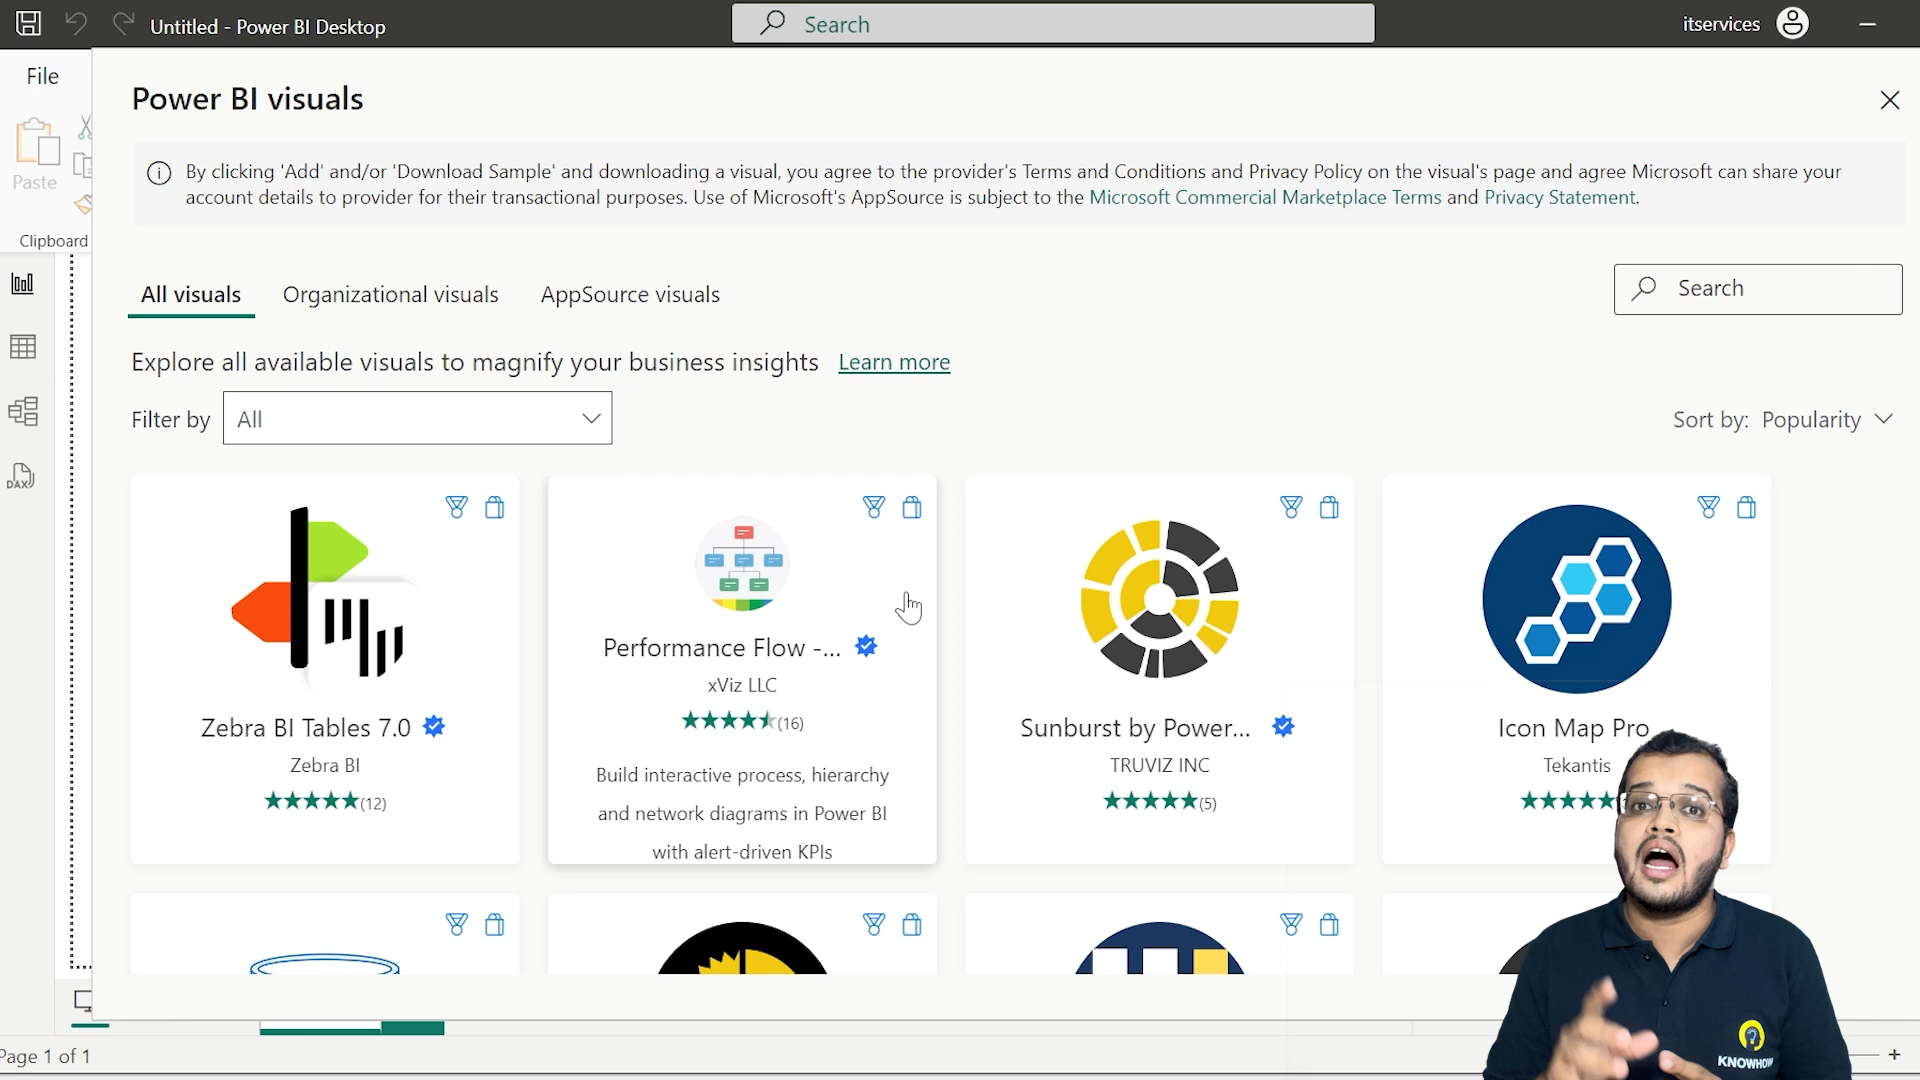 Untitled - Power BI Desktop
Search
itservices
File
Power BI visuals
Paste
By clicking 'Add' and/or 'Download Sample' and downloading a visual, you agree to the provider's Terms and Conditions and Privacy Policy on the visual's page and agree Microsoft can share your
account details to provider for their transactional purposes. Use of Microsoft's AppSource is subject to the Microsoft Commercial Marketplace Terms and Privacy Statement.
Clipboard
All visuals
Organizational visuals
AppSource visuals
Search
Explore all available visuals to magnify your business insights Learn more
Filter by All
Sort by: Popularity
DAX
Zebra BI Tables 7.0
Zebra BI
(12)
Performance Flow -...
xViz LLC
(16)
Build interactive process, hierarchy
and network diagrams in Power BI
with alert-driven KPIs
Sunburst by Power...
TRUVIZ INC
(5)
Icon Map Pro
Tekantis
KNOWHOW
Page 1 of 1